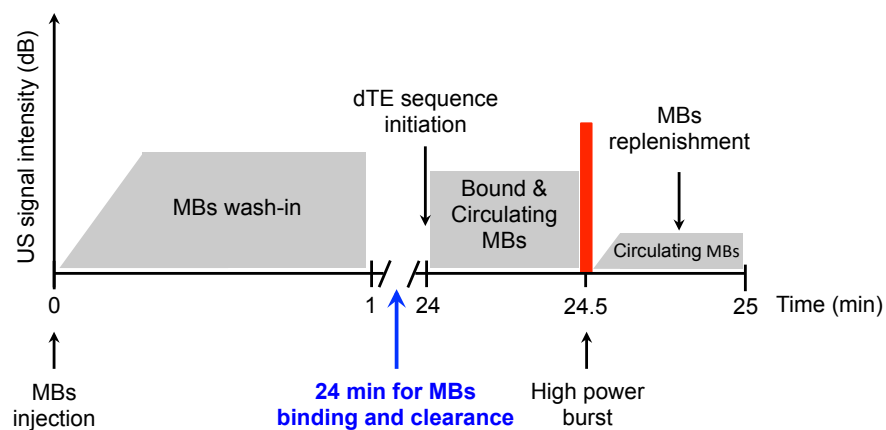 US signal intensity (dB)
dTE sequence
initiation
MBs
replenishment
MBs wash-in
Bound &
Circulating
MBs
Circulating MBs
0
1
24
24.5
25
Time (min)
MBs
injection
24 min for MBs
binding and clearance
High power
burst